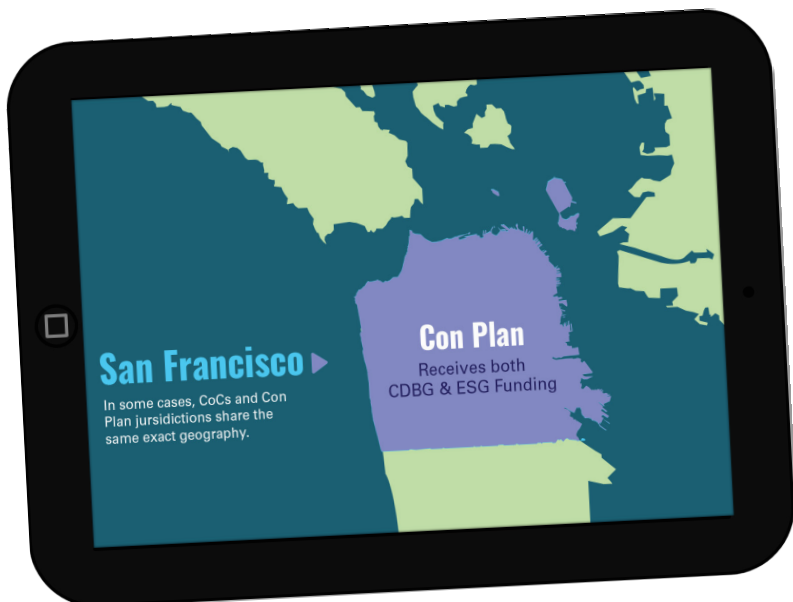 San Francisco
In some cases, CoCs and Con
Plan jursidictions share the
same exact geography.
Con Plan
Receives both
CDBG & ESG Funding